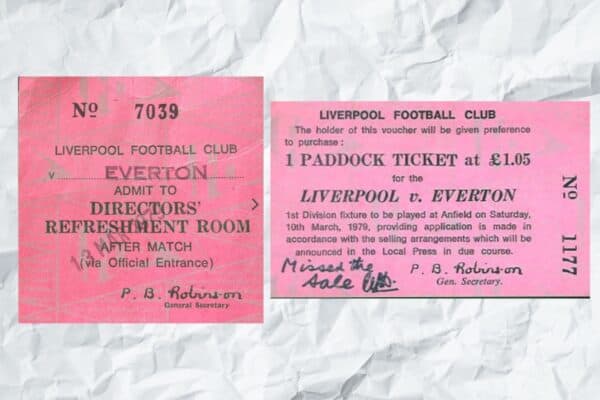 Nº 7039
LIVERPOOL FOOTBALL CLUB
v EVERTON
ADMIT TO
DIRECTORS'
REFRESHMENT ROOM
AFTER MATCH
(via Official Entrance)
13 MAR
P. B. Robinson
General Secretary
LIVERPOOL FOOTBALL CLUB
The holder of this voucher will be given preference
to purchase :
1 PADDOCK TICKET at £1.05
for the
LIVERPOOL v. EVERTON
1st Division fixture to be played at Anfield on Saturday,
10th March, 1979, providing application is made in
accordance with the selling arrangements which will be
announced in the Local Press in due course.
Missed the
sale
P. B. Robinson
Gen. Secretary.
Nº 1177